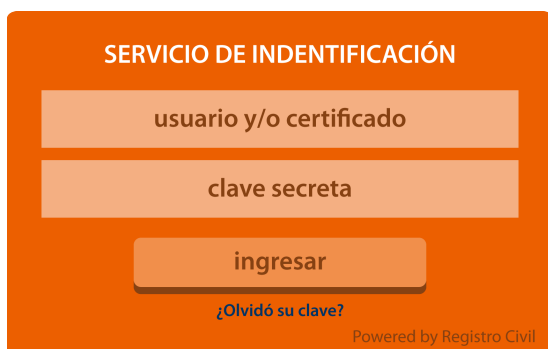 SERVICIO DE INDENTIFICACIÓN
usuario y/o certificado
clave secreta
ingresar
¿Olvidó su clave?
Powered by Registro Civil